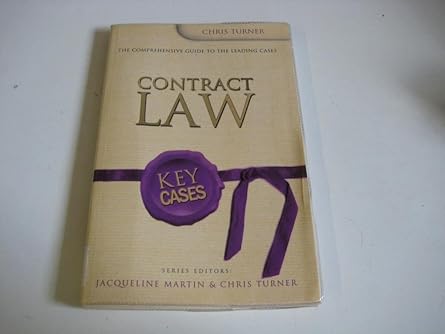 CHRIS TURNER
THE COMPREHENSIVE GUIDE TO THE LEADING CASES
CONTRACT
LAW
KEY
CASES
SERIES EDITORS:
JACQUELINE MARTIN & CHRIS TURNER